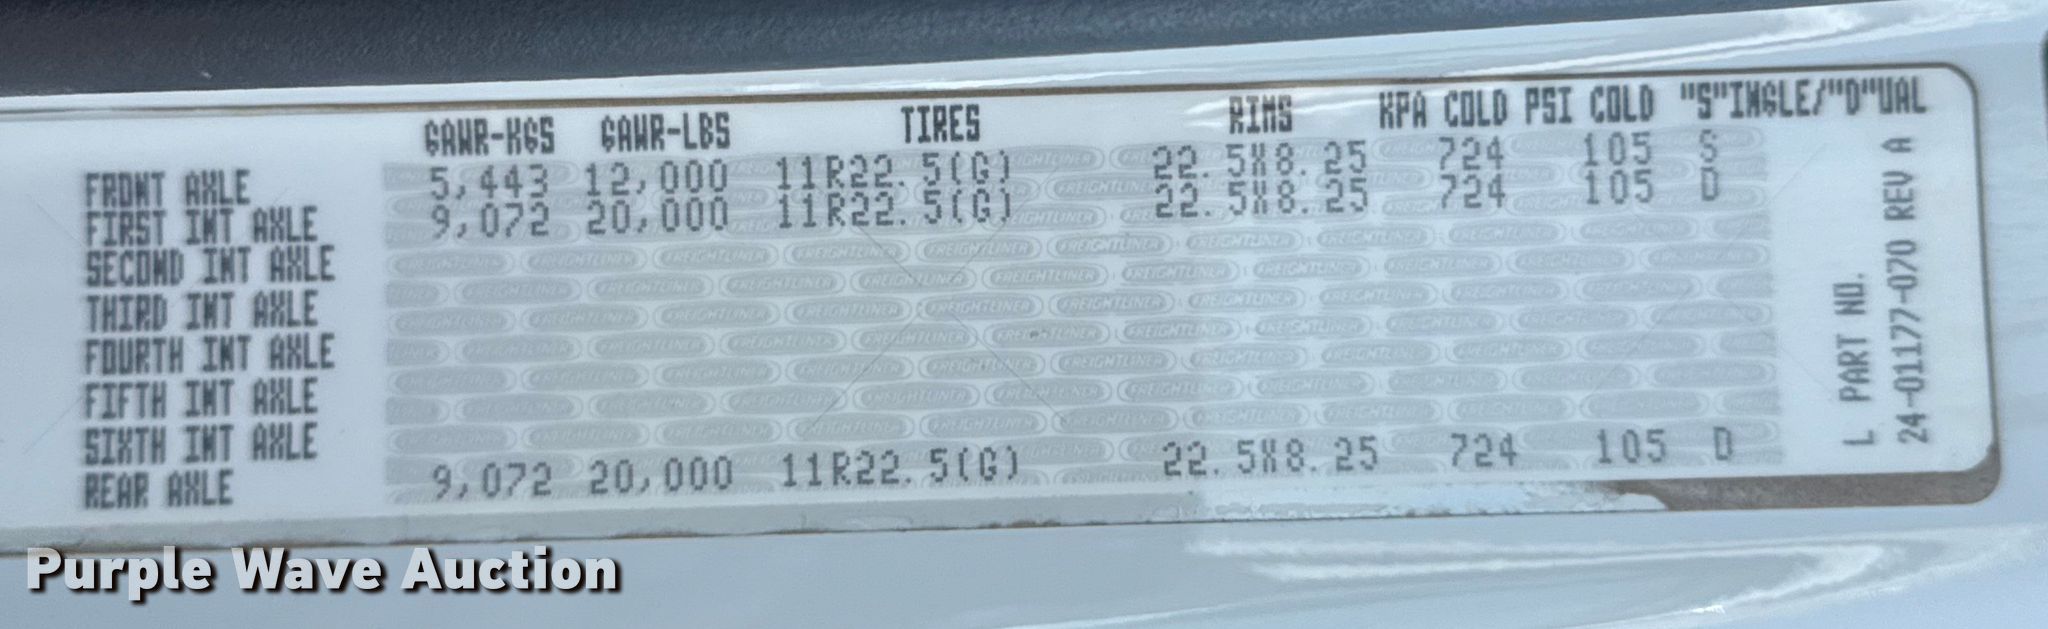 GAWR-KGS GAWR-LBS TIRES RIMS KPA COLD PSI COLD "S"INGLE/"D"UAL
FRONT AXLE 5,443 12,000 11R22.5(G) 22.5X8.25 724 105 S
FIRST INT AXLE 9,072 20,000 11R22.5(G) 22.5X8.25 724 105 D
SECOND INT AXLE
THIRD INT AXLE
FOURTH INT AXLE
FIFTH INT AXLE
SIXTH INT AXLE
REAR AXLE 9,072 20,000 11R22.5(G) 22.5X8.25 724 105 D
L PART NO.
24-01177-070 REV A
FREIGHTLINER
Purple Wave Auction